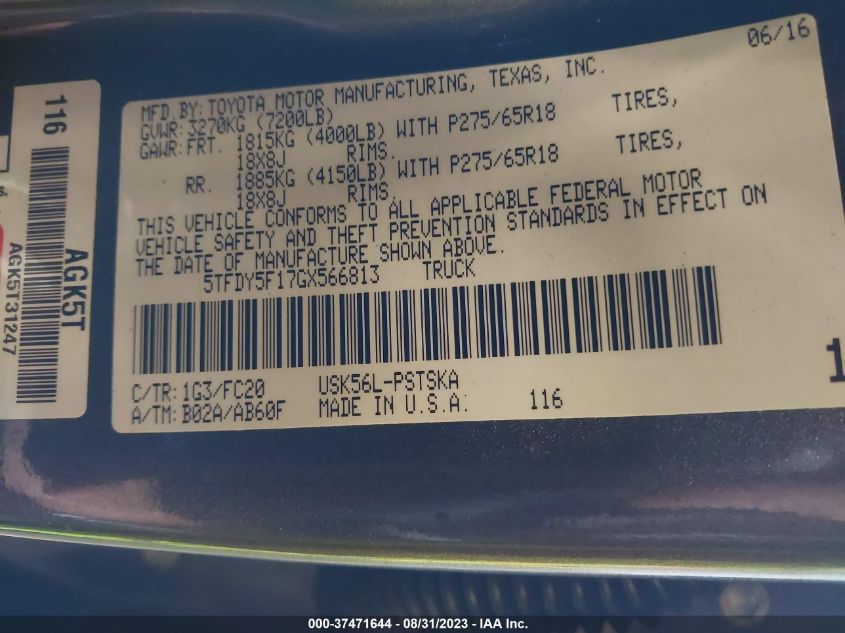 06/16
MFD BY: TOYOTA MOTOR MANUFACTURING, TEXAS, INC.
GVWR: 3270KG (7200LB)
GAWR: FRT. 1815KG (4000LB) WITH P275/65R18 TIRES,
18X8J RIMS.
RR. 1885KG (4150LB) WITH P275/65R18 TIRES,
18X8J RIMS.
THIS VEHICLE CONFORMS TO ALL APPLICABLE FEDERAL MOTOR
VEHICLE SAFETY AND THEFT PREVENTION STANDARDS IN EFFECT ON
THE DATE OF MANUFACTURE SHOWN ABOVE.
5TFDY5F17GX566813 TRUCK
C/TR: 1G3/FC20 USK56L-PSTSKA
A/TM: B02A/AB60F MADE IN U.S.A. 116
1
116
AGK5T
AGK5T31247
s.
000-37471644 - 08/31/2023 - IAA Inc.